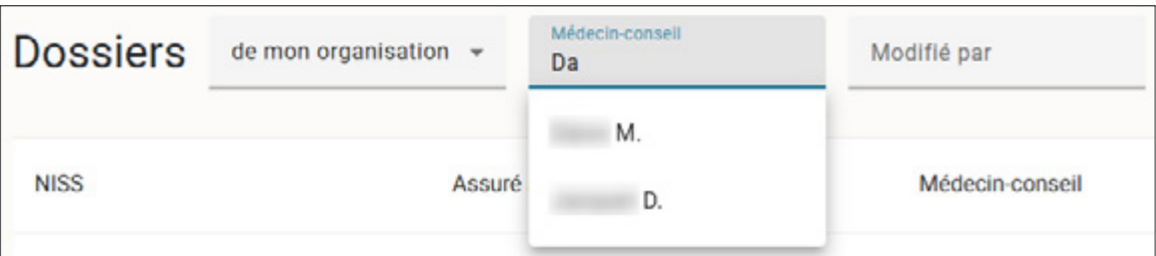 Dossiers
de mon organisation
Médecin-conseil
Da
Modifié par
M.
D.
NISS
Assuré
Médecin-conseil